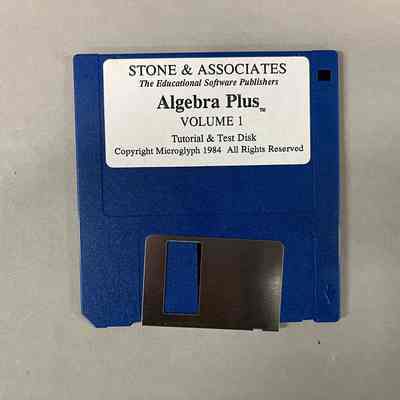 STONE & ASSOCIATES
The Educational Software Publishers
Algebra Plus™
VOLUME 1
Tutorial & Test Disk
Copyright Microglyph 1984 All Rights Reserved